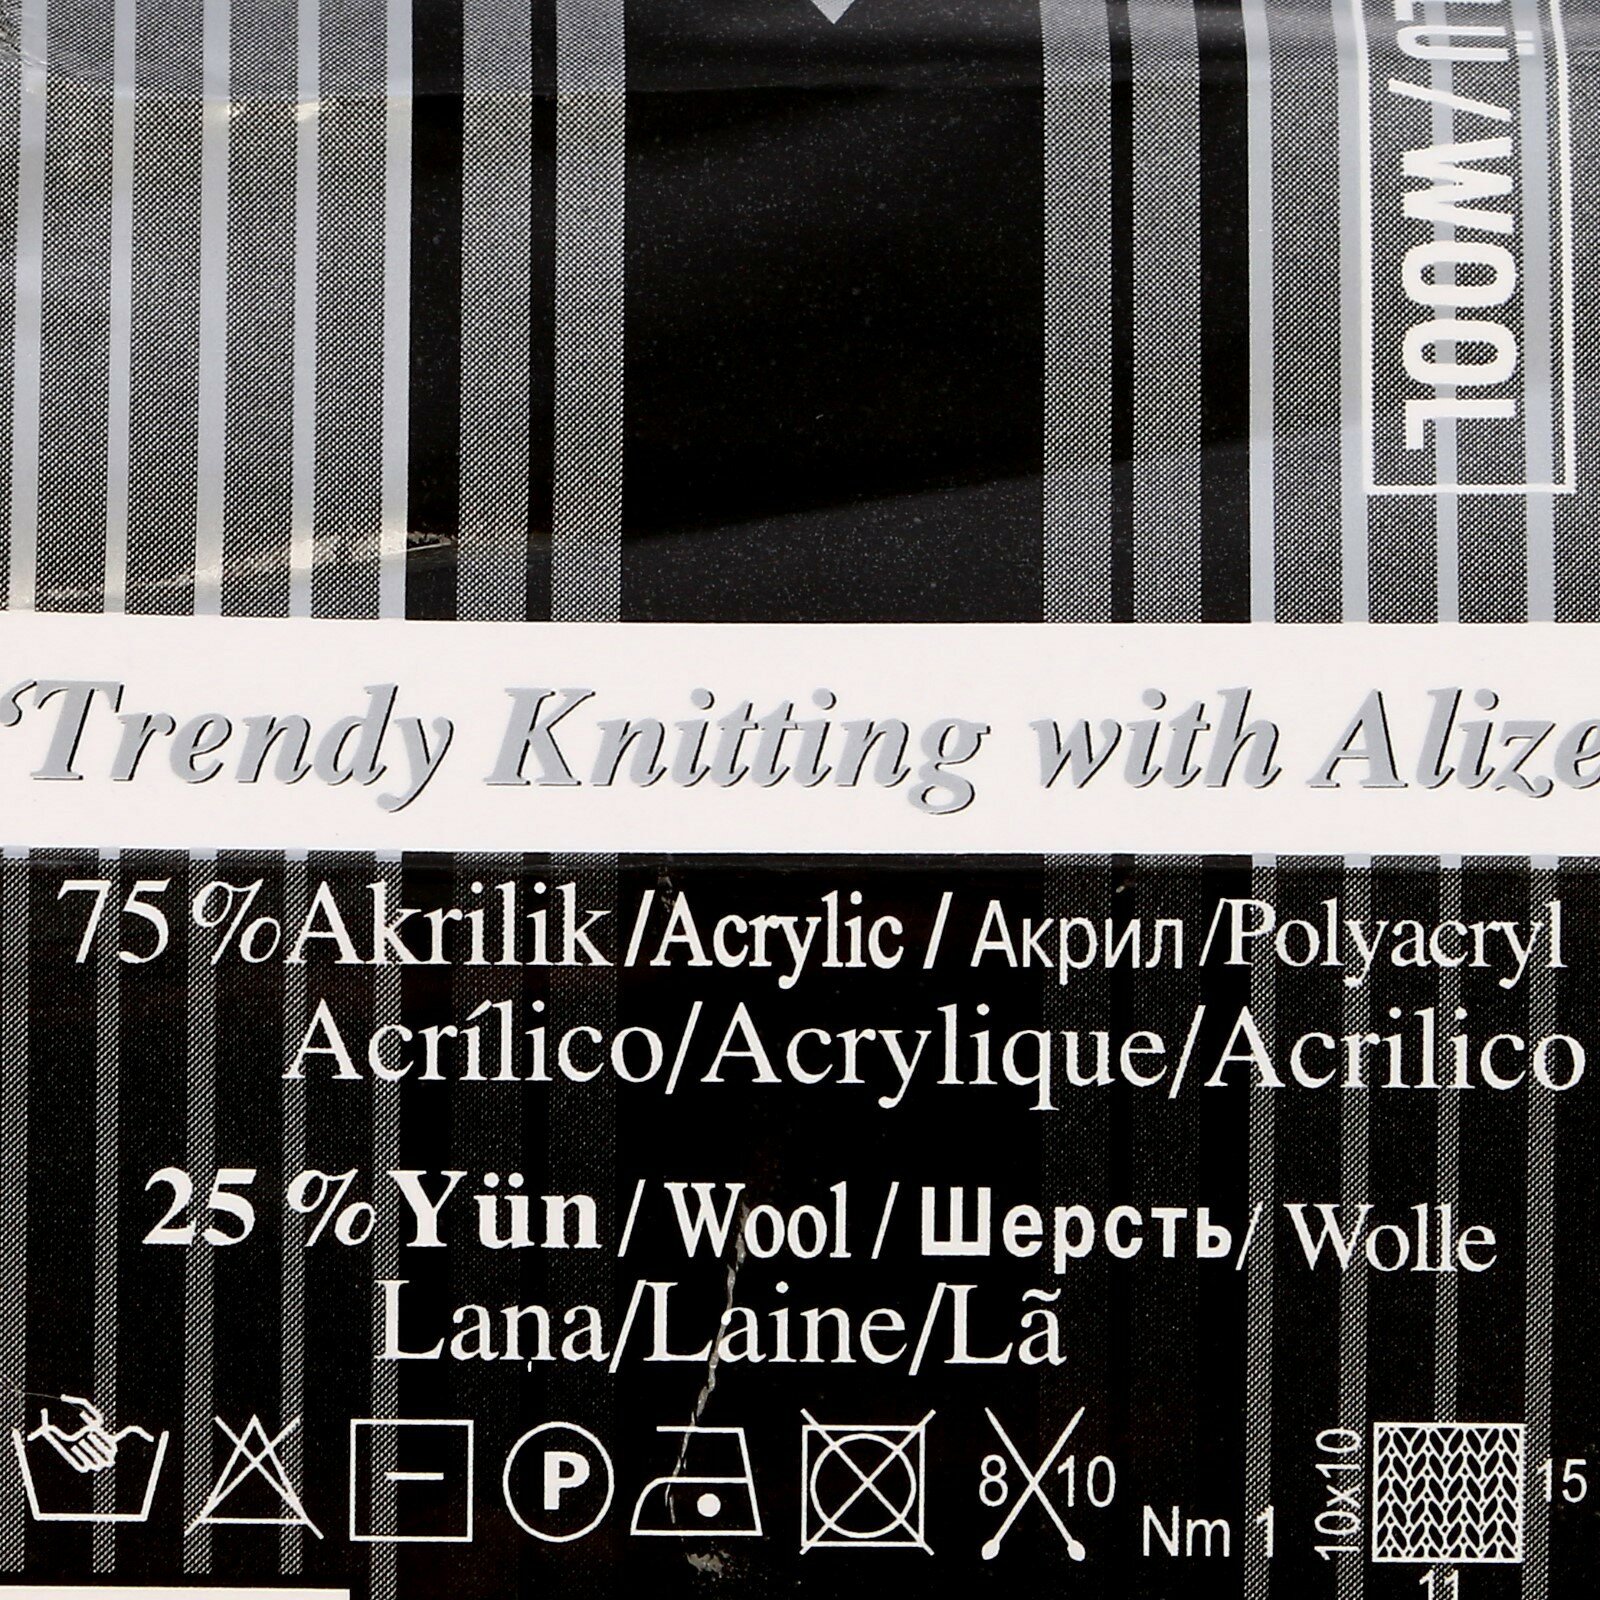 LÜ / WOOL
‘Trendy Knitting with Alize
75 % Akrilik / Acrylic / Акрил / Polyacryl
Acrílico/Acrylique/Acrilico
25 % Yün / Wool / Шерсть / Wolle
Lana/Laine/Lã
P
8 10
Nm 1
10x10
15
11